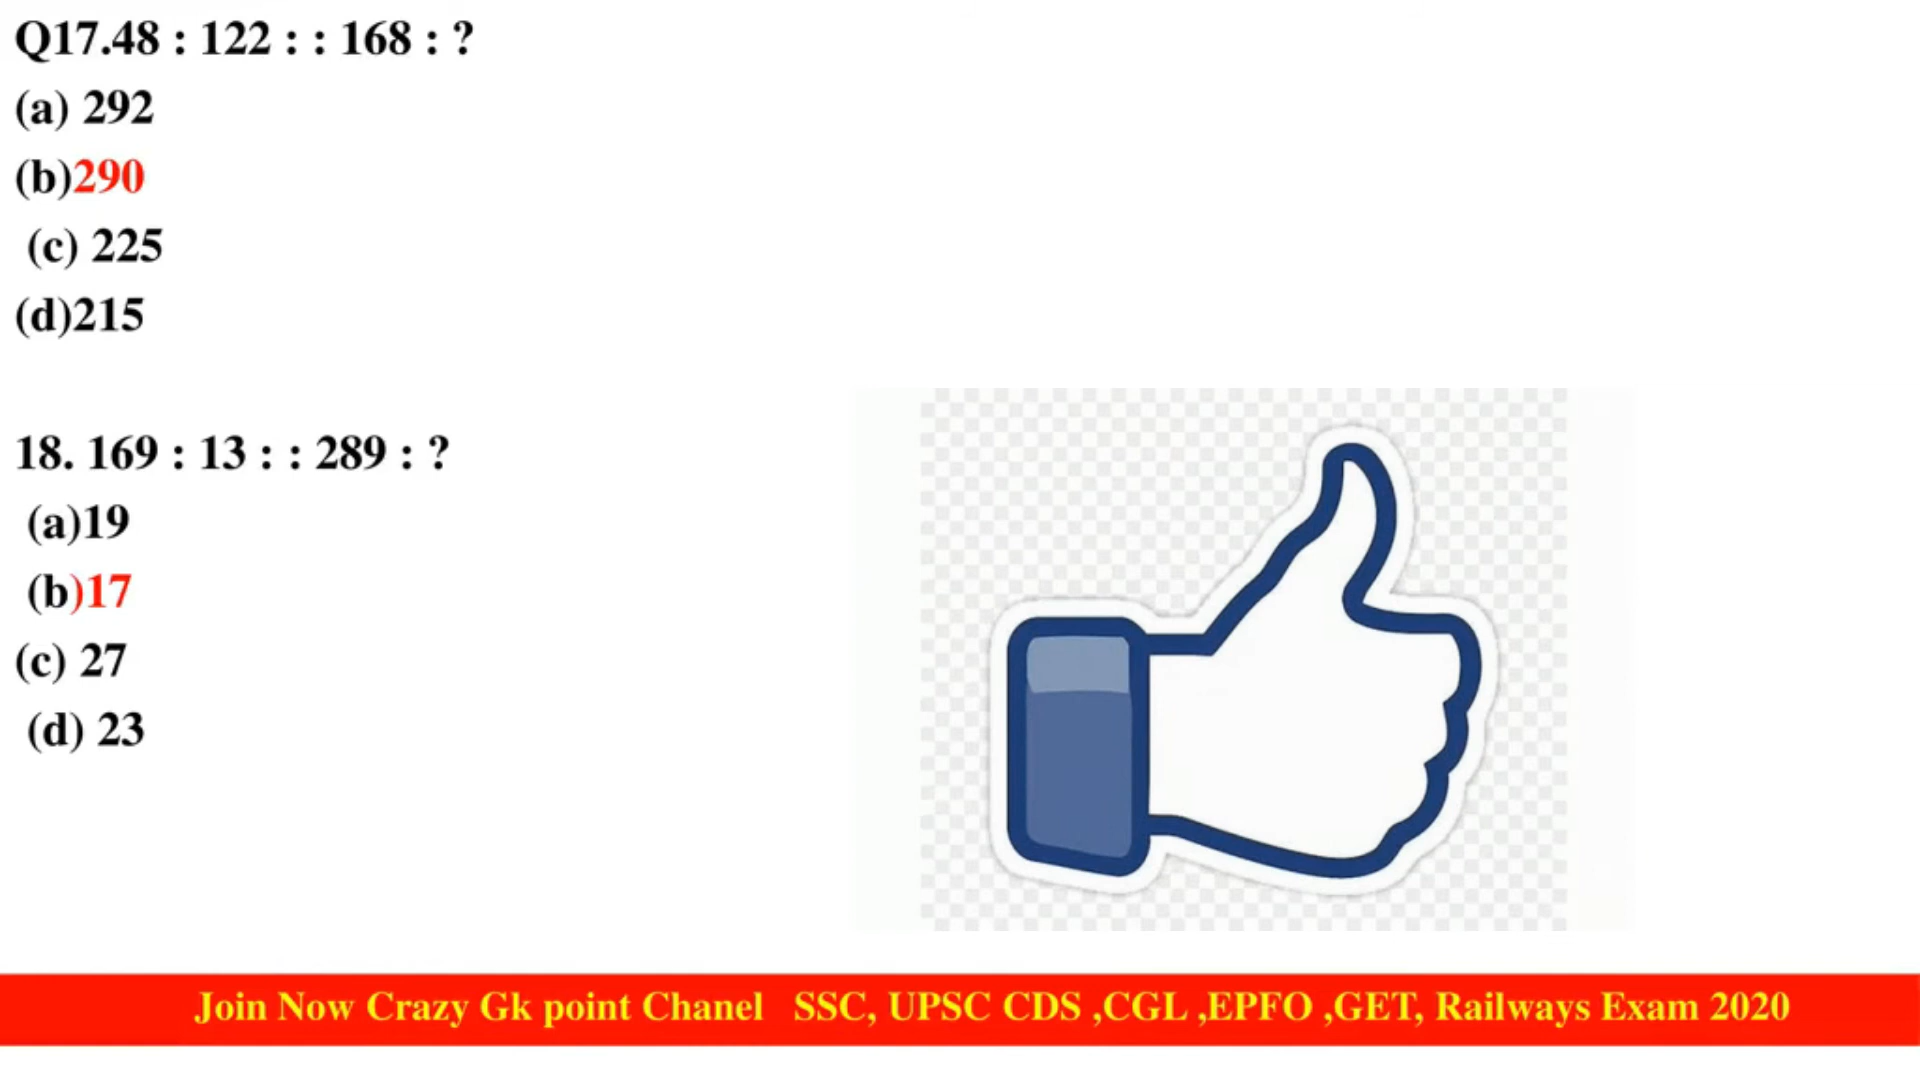 Q17.48 : 122 : : 168 : ?
(a) 292
(b)290
(c) 225
(d)215
18. 169 : 13 : : 289 : ?
(a)19
(b)17
(c) 27
(d) 23
Join Now Crazy Gk point Chanel SSC, UPSC CDS ,CGL ,EPFO ,GET, Railways Exam 2020